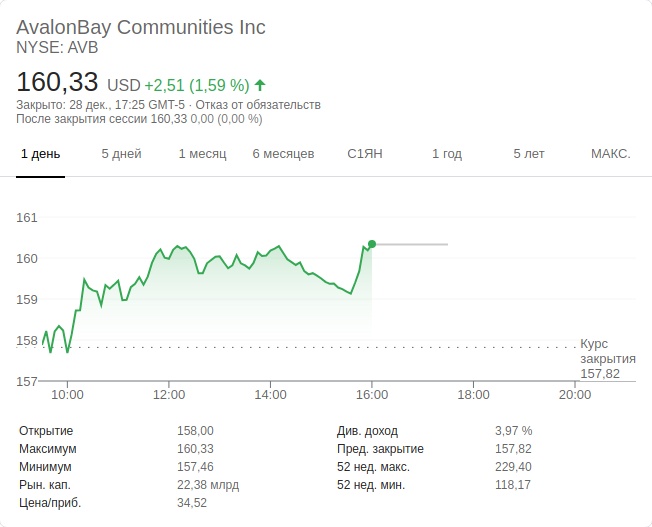 AvalonBay Communities Inc
NYSE: AVB
160,33 USD +2,51 (1,59 %)
Закрыто: 28 дек., 17:25 GMT-5 · Отказ от обязательств
После закрытия сессии 160,33 0,00 (0,00 %)
1 день 5 дней 1 месяц 6 месяцев С1ЯН 1 год 5 лет МАКС.
161
160
159
158
157
Курс
закрытия
157,82
10:00 12:00 14:00 16:00 18:00 20:00
Открытие 158,00 Див. доход 3,97 %
Максимум 160,33 Пред. закрытие 157,82
Минимум 157,46 52 нед. макс. 229,40
Рын. кап. 22,38 млрд 52 нед. мин. 118,17
Цена/приб. 34,52